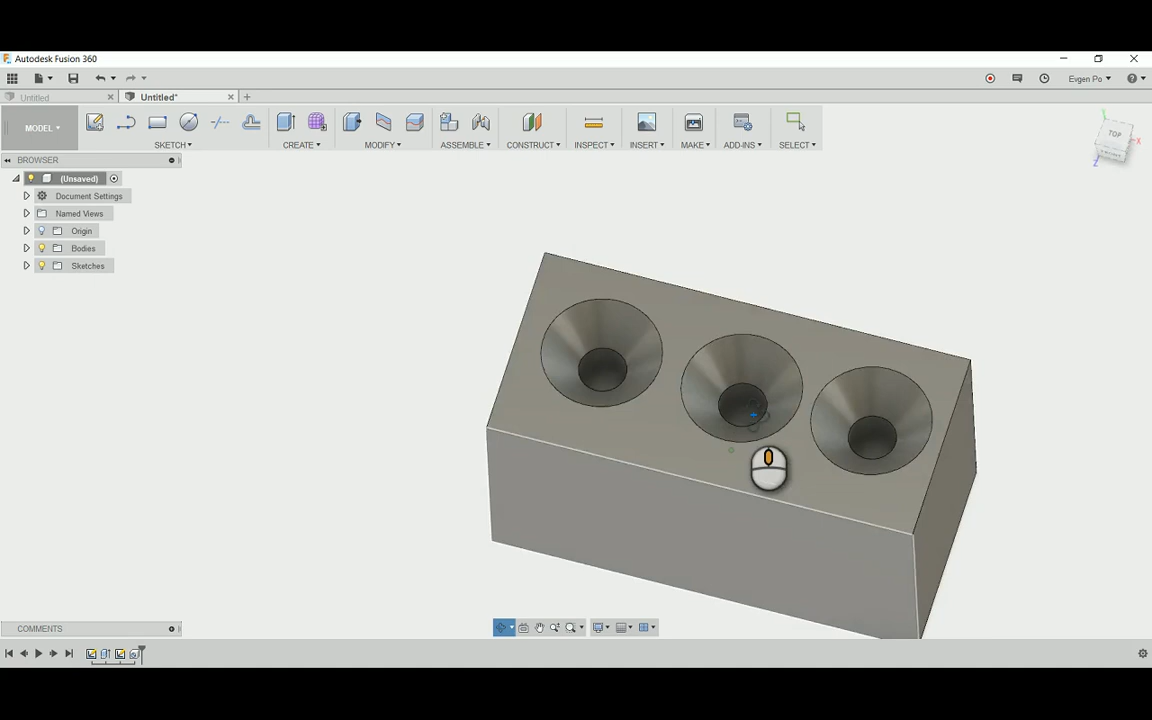 Autodesk Fusion 360
Evgen Po
Untitled
Untitled*
MODEL
SKETCH
CREATE
MODIFY
ASSEMBLE
CONSTRUCT
INSPECT
INSERT
MAKE
ADD-INS
SELECT
TOP
X
Z
BROWSER
(Unsaved)
Document Settings
Named Views
Origin
Bodies
Sketches
COMMENTS